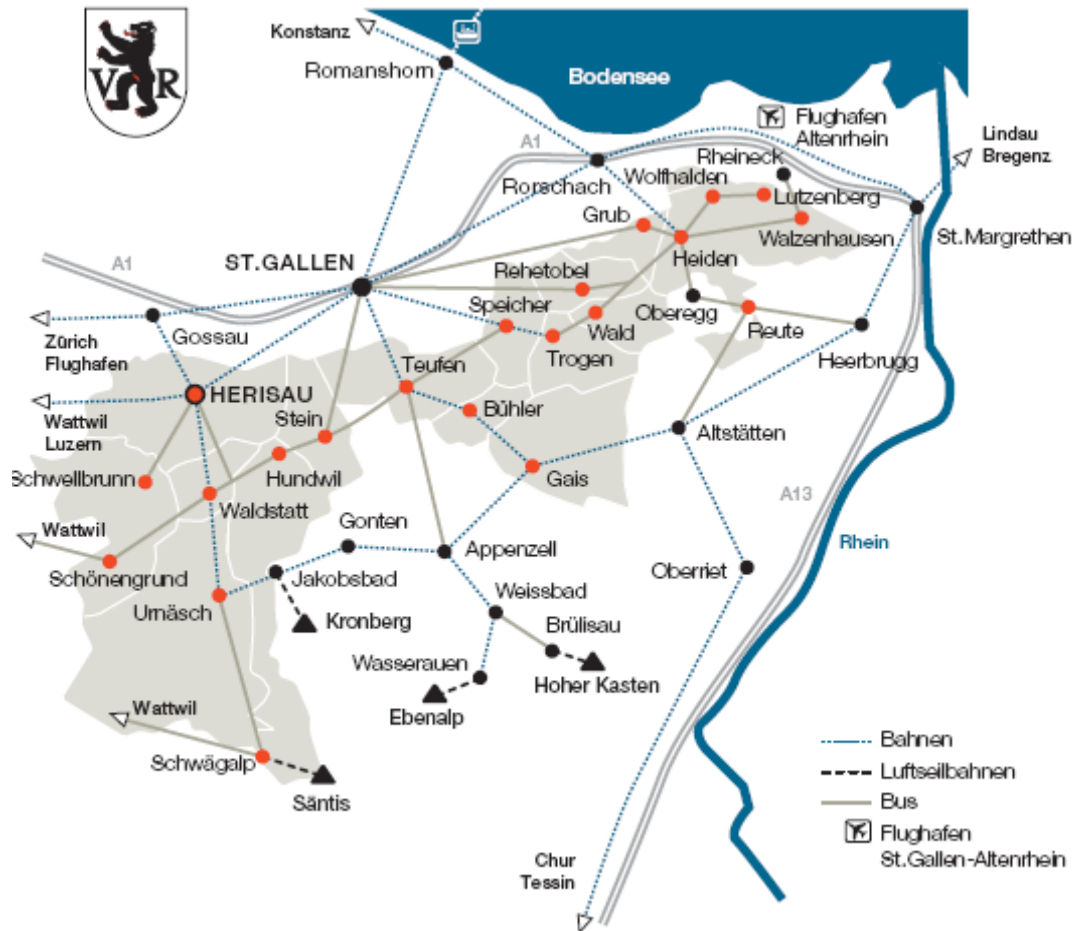 Konstanz
Romanshorn
Bodensee
V R
Flughafen
Altenrhein
Lindau
Bregenz
A1
Rheineck
Rorschach
Wolfhalden
Lutzenberg
Grub
Walzenhausen
St.Margrethen
Heiden
A1
ST.GALLEN
Rehetobel
Speicher
Oberegg
Wald
Reute
Gossau
Zürich
Flughafen
Trogen
Heerbrugg
Teufen
HERISAU
Wattwil
Luzern
Bühler
Stein
Altstätten
Schwellbrunn
Hundwil
Gais
Waldstatt
A13
Wattwil
Gonten
Appenzell
Rhein
Schönengrund
Jakobsbad
Oberriet
Urnäsch
Weissbad
Kronberg
Brülisau
Wasserauen
Hoher Kasten
Ebenalp
Wattwil
Schwägalp
Säntis
Bahnen
Luftseilbahnen
Bus
Flughafen
St.Gallen-Altenrhein
Chur
Tessin